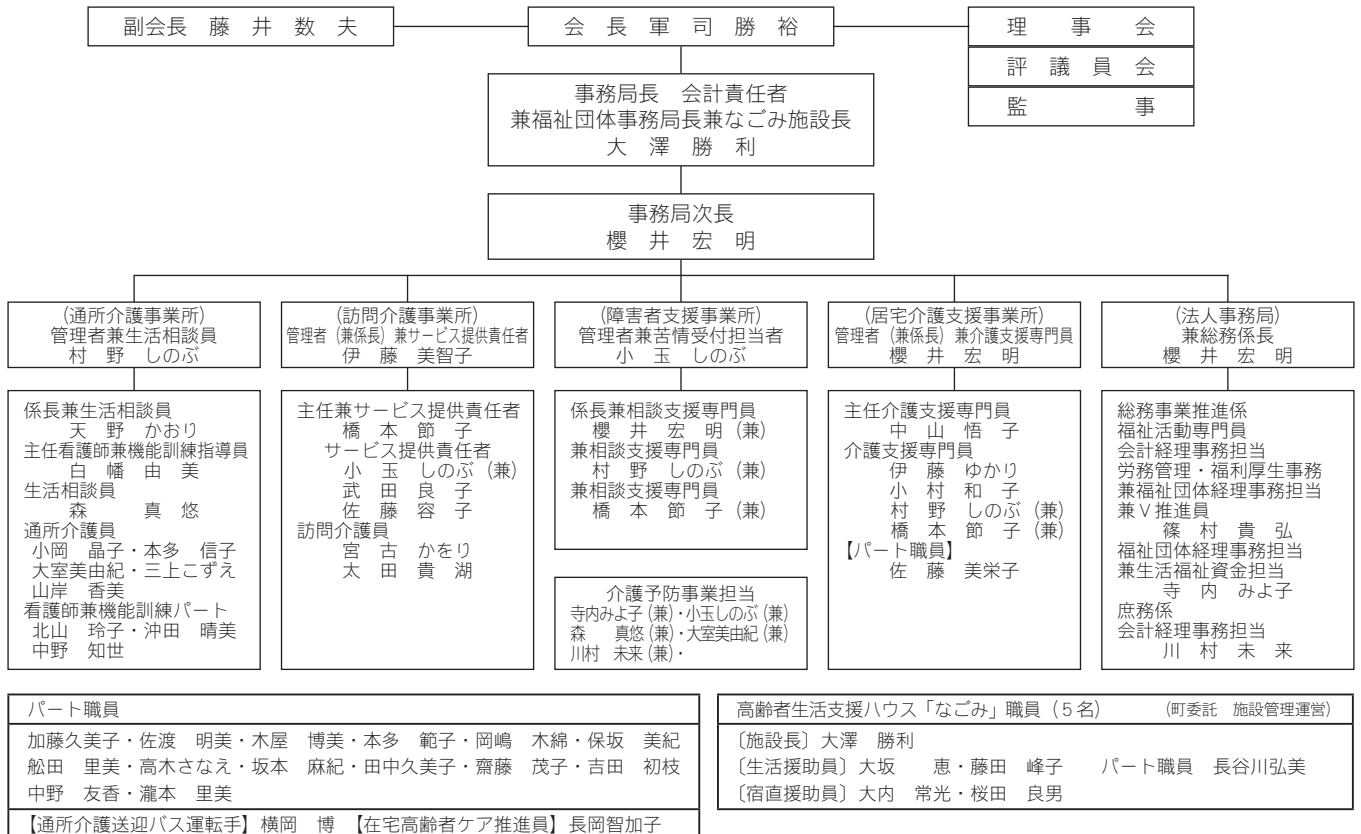 副会長 藤 井 数 夫
会 長 軍 司 勝 裕
理 事 会
評 議 員 会
監 事
事務局長 会計責任者
兼福祉団体事務局長兼なごみ施設長
大 澤 勝 利
事務局次長
櫻 井 宏 明
(通所介護事業所)
管理者兼生活相談員
村 野 しのぶ
(訪問介護事業所)
管理者（兼係長）兼サービス提供責任者
伊 藤 美智子
(障害者支援事業所)
管理者兼苦情受付担当者
小 玉 しのぶ
(居宅介護支援事業所)
管理者（兼係長）兼介護支援専門員
櫻 井 宏 明
(法人事務局)
兼総務係長
櫻 井 宏 明
係長兼生活相談員
天 野 かおり
主任看護師兼機能訓練指導員
白 幡 由 美
生活相談員
森 真 悠
通所介護員
小岡 晶子・本多 信子
大室美由紀・三上こずえ
山岸 香美
看護師兼機能訓練パート
北山 玲子・沖田 晴美
中野 知世
主任兼サービス提供責任者
橋 本 節 子
サービス提供責任者
小 玉 しのぶ（兼）
武 田 良 子
佐 藤 容 子
訪問介護員
宮 古 かをり
太 田 貴 湖
係長兼相談支援専門員
櫻 井 宏 明（兼）
兼相談支援専門員
村 野 しのぶ（兼）
兼相談支援専門員
橋 本 節 子（兼）
介護予防事業担当
寺内みよ子（兼）・小玉しのぶ（兼）
森 真悠（兼）・大室美由紀（兼）
川村 未来（兼）・
主任介護支援専門員
中 山 悟 子
介護支援専門員
伊 藤 ゆかり
小 村 和 子
村 野 しのぶ（兼）
橋 本 節 子（兼）
【パート職員】
佐 藤 美栄子
総務事業推進係
福祉活動専門員
会計経理事務担当
労務管理・福利厚生事務
兼福祉団体経理事務担当
兼Ｖ推進員
篠 村 貴 弘
福祉団体経理事務担当
兼生活福祉資金担当
寺 内 みよ子
庶務係
会計経理事務担当
川 村 未 来
パート職員
加藤久美子・佐渡 明美・木屋 博美・本多 範子・岡嶋 木綿・保坂 美紀
舩田 里美・高木さなえ・坂本 麻紀・田中久美子・齋藤 茂子・吉田 初枝
中野 友香・瀧本 里美
【通所介護送迎バス運転手】横岡 博 【在宅高齢者ケア推進員】長岡智加子
高齢者生活支援ハウス「なごみ」職員（５名） (町委託 施設管理運営)
〔施設長〕大澤 勝利
〔生活援助員〕大坂 恵・藤田 峰子 パート職員 長谷川弘美
〔宿直援助員〕大内 常光・桜田 良男